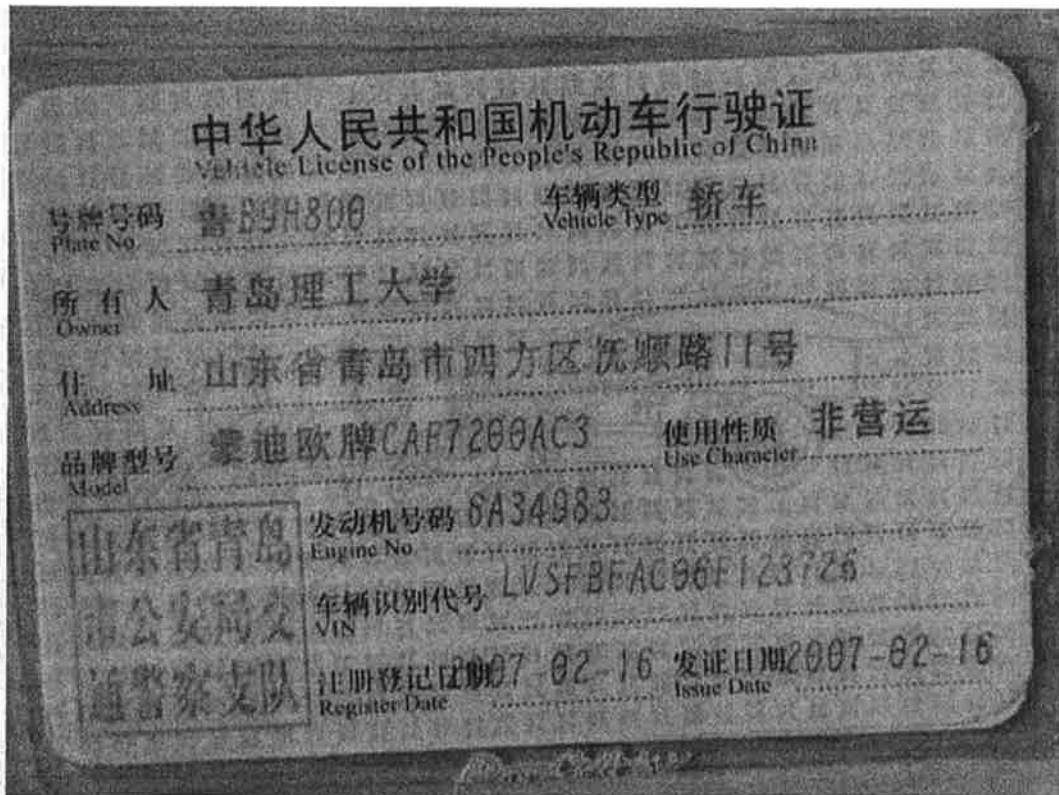 中华人民共和国机动车行驶证
Vehicle License of the People's Republic of China
号牌号码 鲁B9H800 车辆类型 轿车
Plate No. Vehicle Type
所有人 青岛理工大学
Owner
住址 山东省青岛市四方区抚顺路11号
Address
品牌型号 蒙迪欧牌CAF7200AC3 使用性质 非营运
Model Use Character
山东省青岛
市公安局交
通警察支队
发动机号码 6A34983
Engine No.
车辆识别代号 LVSFBFAC06F123726
VIN
注册登记日期 2007-02-16 发证日期 2007-02-16
Register Date Issue Date